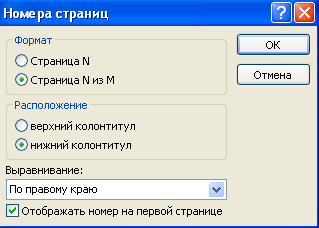 Номера страниц
Формат
Страница N
Страница N из M
OK
Отмена
Расположение
верхний колонтитул
нижний колонтитул
Выравнивание:
По правому краю
Отображать номер на первой странице